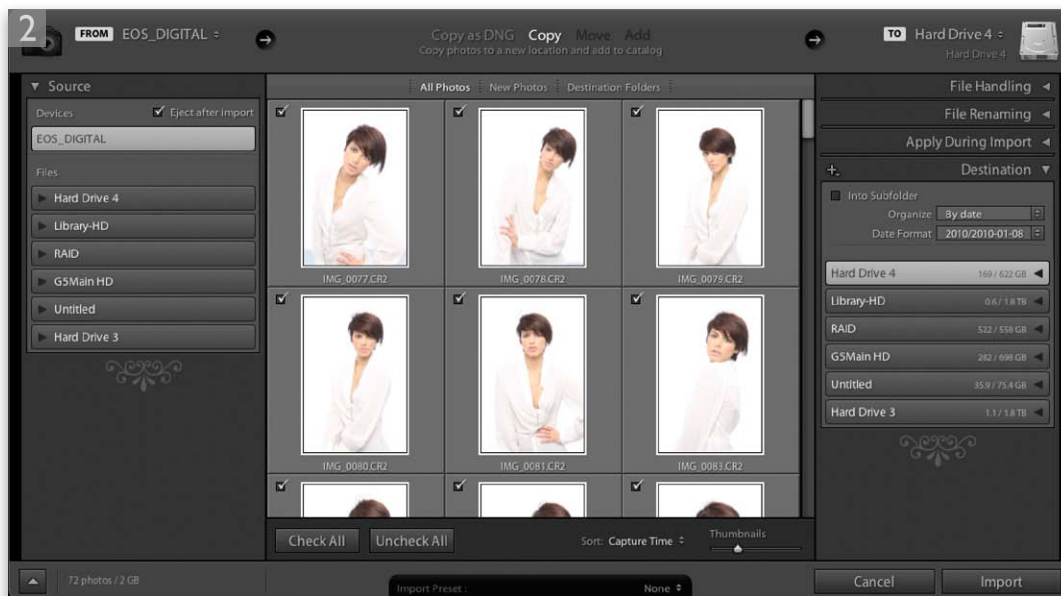 2
FROM EOS_DIGITAL
Copy as DNG Copy Move Add
Copy photos to a new location and add to catalog
TO Hard Drive 4
Hard Drive 4
Source
Devices Eject after import
EOS_DIGITAL
Files
Hard Drive 4
Library-HD
RAID
G5Main HD
Untitled
Hard Drive 3
All Photos New Photos Destination Folders
IMG_0077.CR2 IMG_0078.CR2 IMG_0079.CR2
IMG_0080.CR2 IMG_0081.CR2 IMG_0083.CR2
Check All Uncheck All Sort: Capture Time Thumbnails
File Handling
File Renaming
Apply During Import
Destination
Into Subfolder
Organize By date
Date Format 2010/2010-01-08
Hard Drive 4 169 / 622 GB
Library-HD 0.6 / 1.8 TB
RAID 522 / 558 GB
G5Main HD 282 / 698 GB
Untitled 35.9 / 75.4 GB
Hard Drive 3 1.1 / 1.8 TB
72 photos / 2 GB
Import Preset : None
Cancel Import